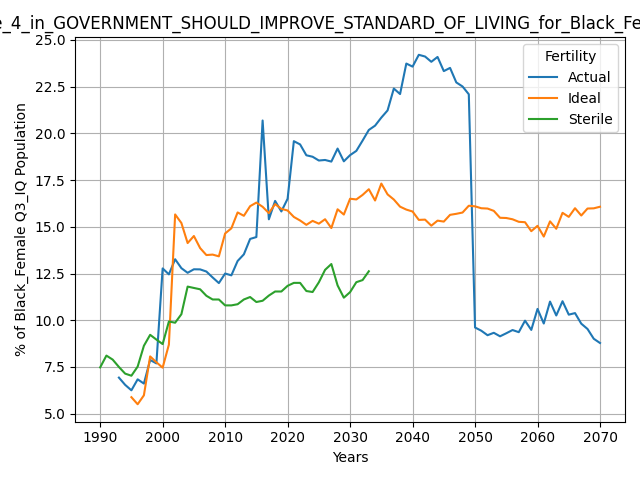 e_4_in_GOVERNMENT_SHOULD_IMPROVE_STANDARD_OF_LIVING_for_Black_Fe
25.0
22.5
20.0
17.5
15.0
12.5
10.0
7.5
5.0
% of Black_Female Q3_IQ Population
Fertility
Actual
Ideal
Sterile
1990 2000 2010 2020 2030 2040 2050 2060 2070
Years